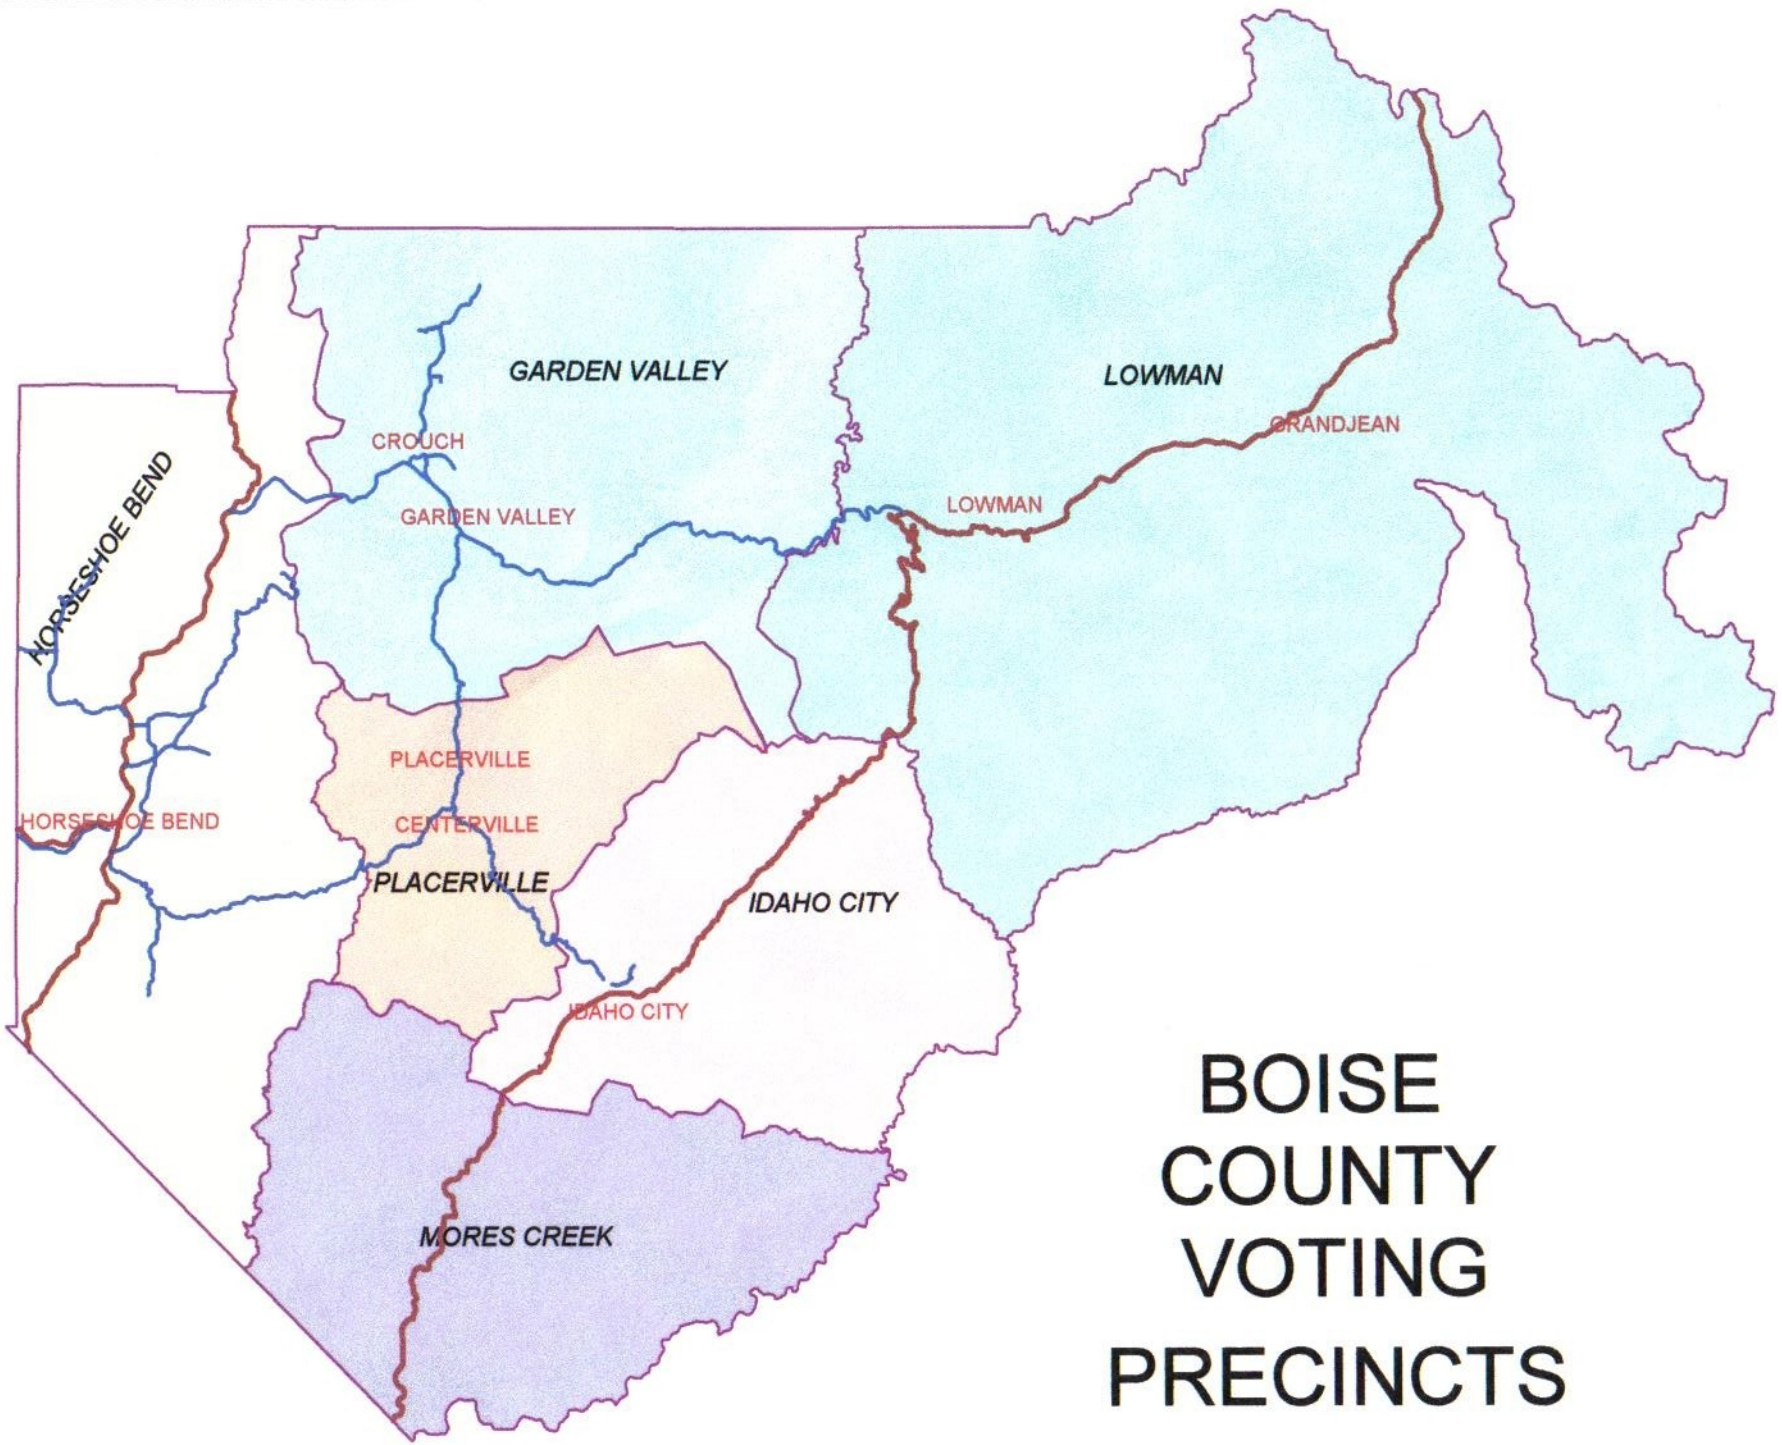 GARDEN VALLEY
LOWMAN
CROUCH
GRANDJEAN
HORSESHOE BEND
LOWMAN
GARDEN VALLEY
PLACERVILLE
HORSESHOE BEND
CENTERVILLE
PLACERVILLE
IDAHO CITY
IDAHO CITY
MORES CREEK
BOISE
COUNTY
VOTING
PRECINCTS